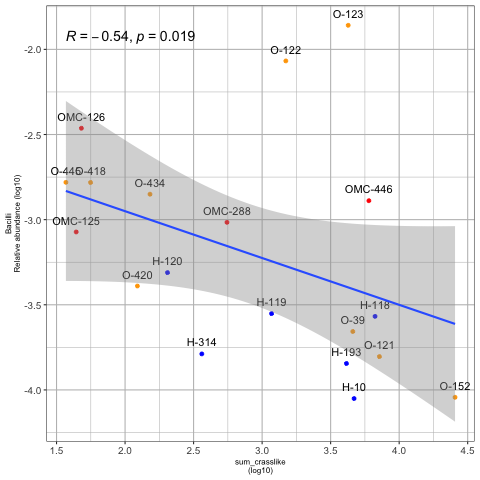 O-123
R = − 0.54, p = 0.019
O-122
-2.0
OMC-126
-2.5
O-445
O-418
O-434
OMC-446
OMC-288
-3.0
OMC-125
H-120
O-420
H-119
H-118
-3.5
O-39
H-314
H-193
O-121
H-10
O-152
-4.0
Bacilli
Relative abundance (log10)
1.5 2.0 2.5 3.0 3.5 4.0 4.5
sum_crasslike
(log10)